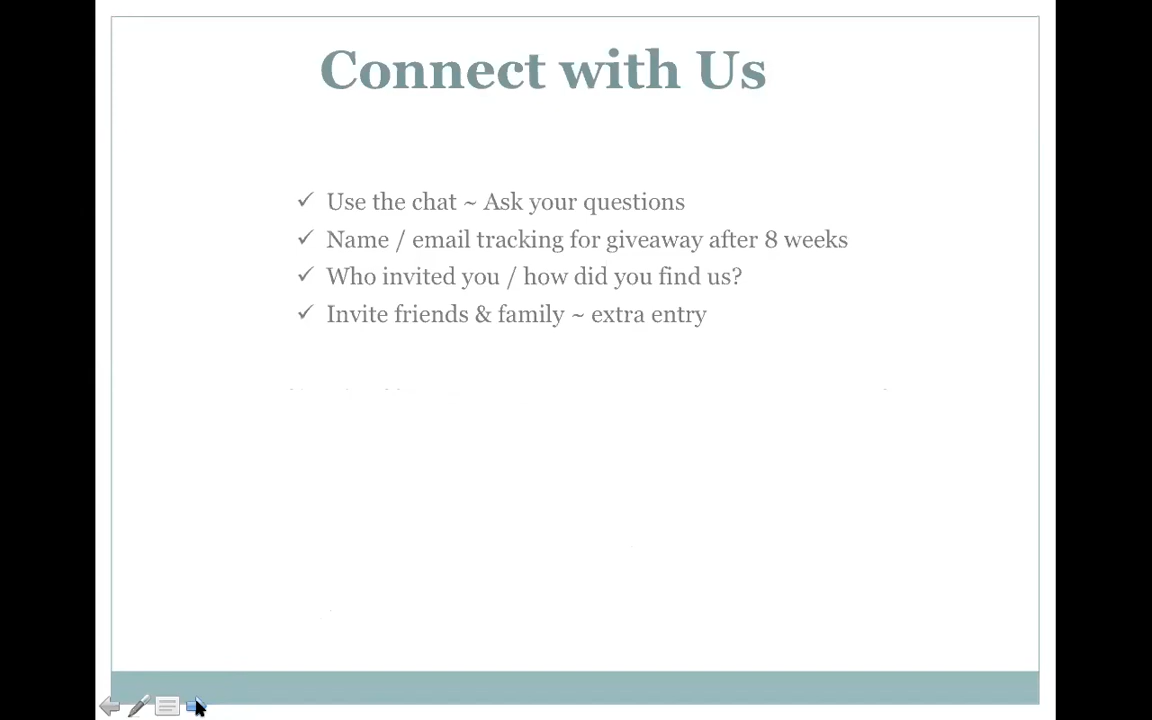 Connect with Us
✓ Use the chat ~ Ask your questions
✓ Name / email tracking for giveaway after 8 weeks
✓ Who invited you / how did you find us?
✓ Invite friends & family ~ extra entry